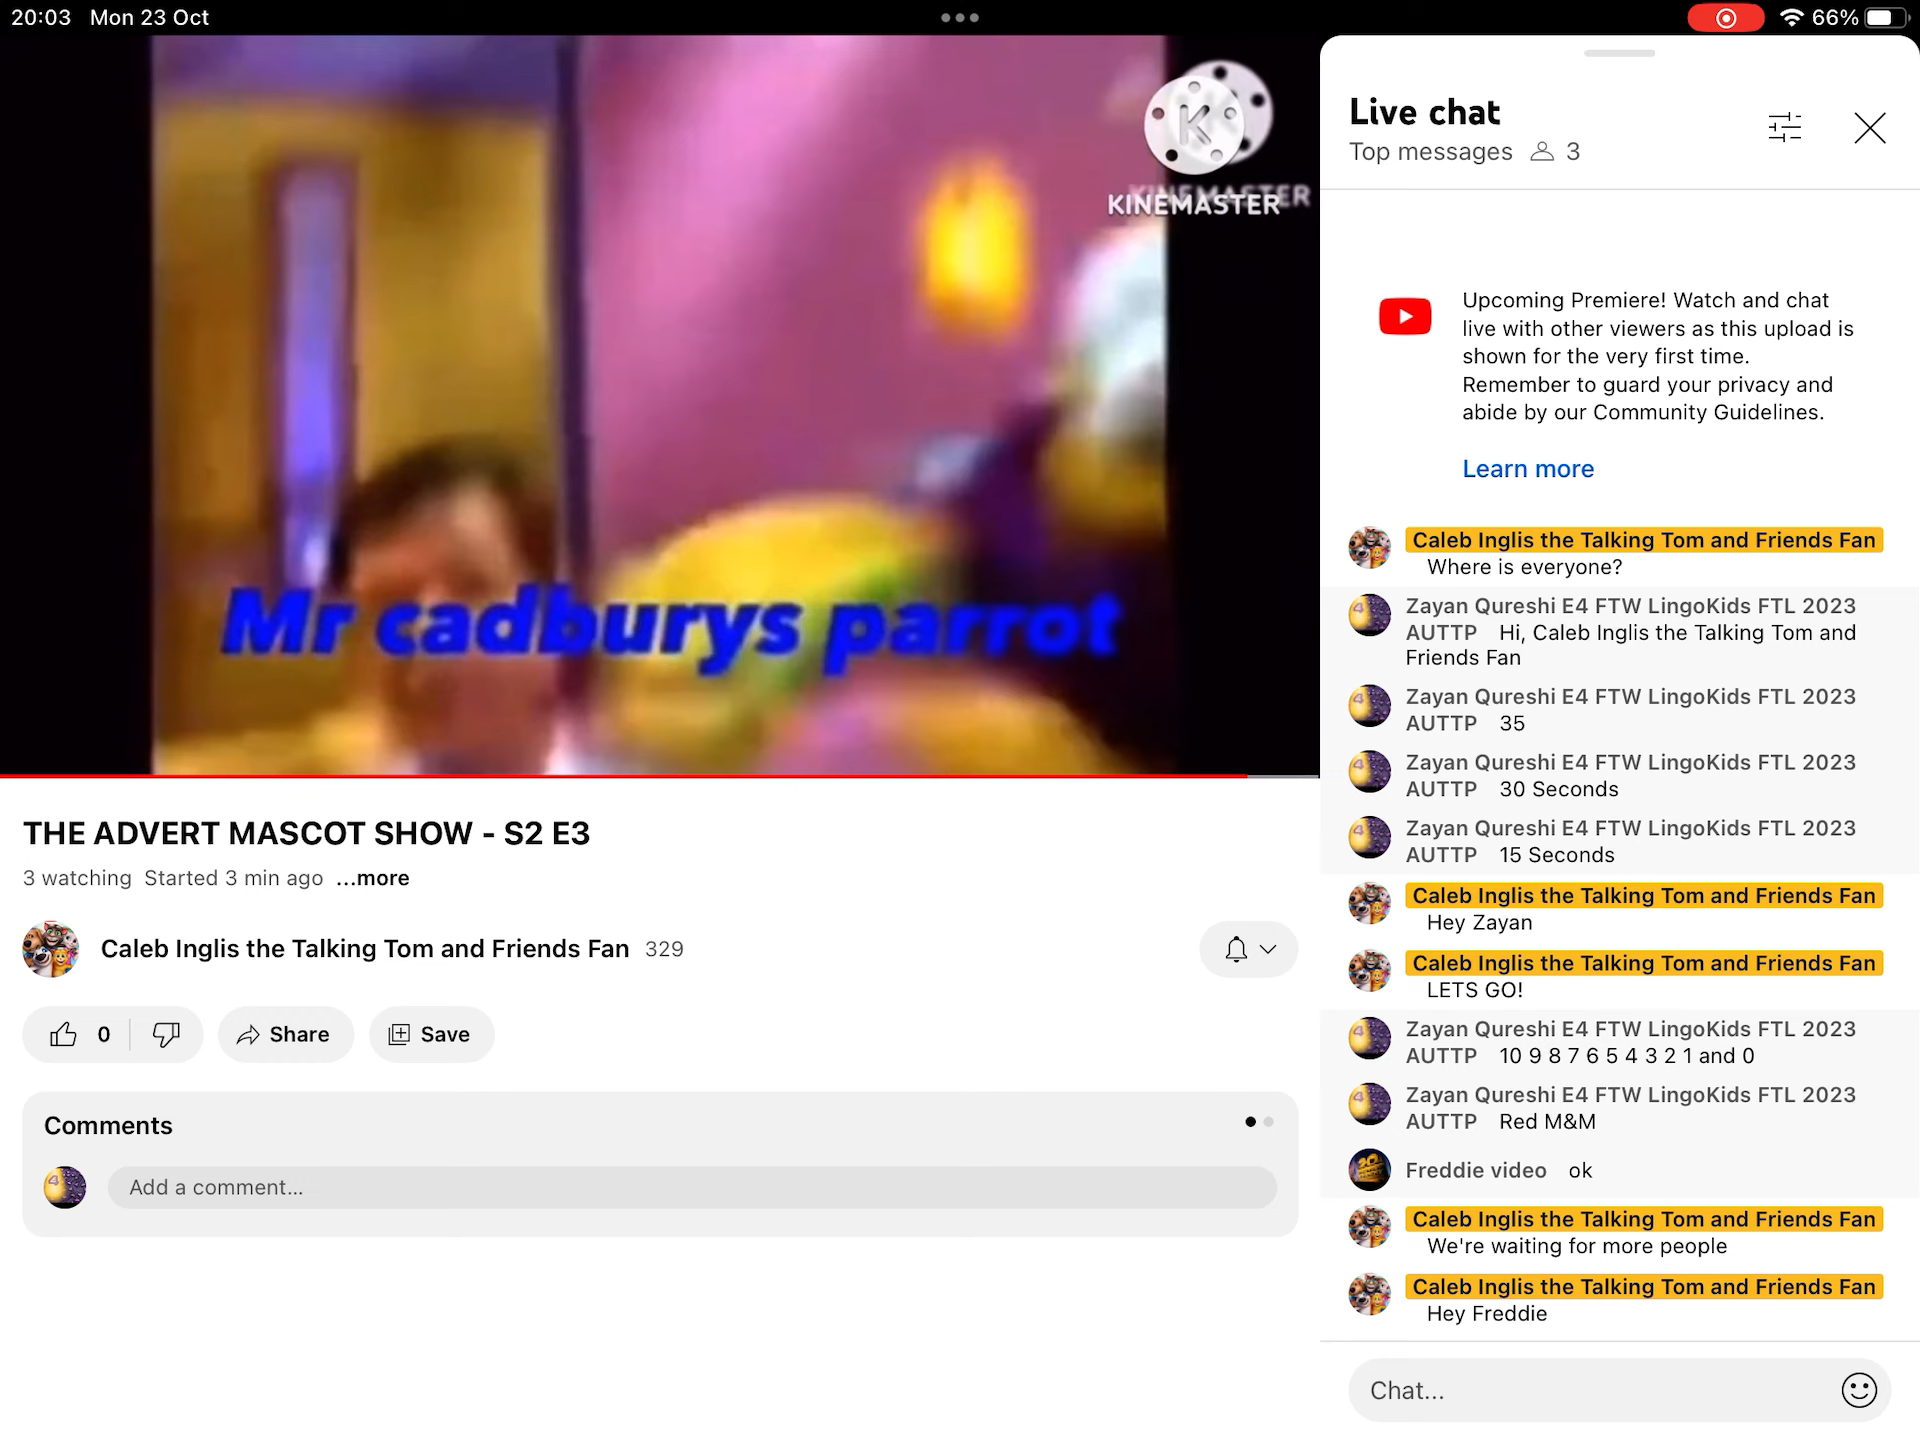 20:03 Mon 23 Oct
66%
K
KINEMASTER
KINEMASTER
Mr cadburys parrot
THE ADVERT MASCOT SHOW - S2 E3
3 watching Started 3 min ago ...more
Caleb Inglis the Talking Tom and Friends Fan 329
0
Share
Save
Comments
4
Add a comment...
Live chat
Top messages 3
Upcoming Premiere! Watch and chat
live with other viewers as this upload is
shown for the very first time.
Remember to guard your privacy and
abide by our Community Guidelines.
Learn more
Caleb Inglis the Talking Tom and Friends Fan
Where is everyone?
Zayan Qureshi E4 FTW LingoKids FTL 2023
AUTTP Hi, Caleb Inglis the Talking Tom and
Friends Fan
Zayan Qureshi E4 FTW LingoKids FTL 2023
AUTTP 35
Zayan Qureshi E4 FTW LingoKids FTL 2023
AUTTP 30 Seconds
Zayan Qureshi E4 FTW LingoKids FTL 2023
AUTTP 15 Seconds
Caleb Inglis the Talking Tom and Friends Fan
Hey Zayan
Caleb Inglis the Talking Tom and Friends Fan
LETS GO!
Zayan Qureshi E4 FTW LingoKids FTL 2023
AUTTP 10 9 8 7 6 5 4 3 2 1 and 0
Zayan Qureshi E4 FTW LingoKids FTL 2023
AUTTP Red M&M
Freddie video ok
Caleb Inglis the Talking Tom and Friends Fan
We're waiting for more people
Caleb Inglis the Talking Tom and Friends Fan
Hey Freddie
Chat...